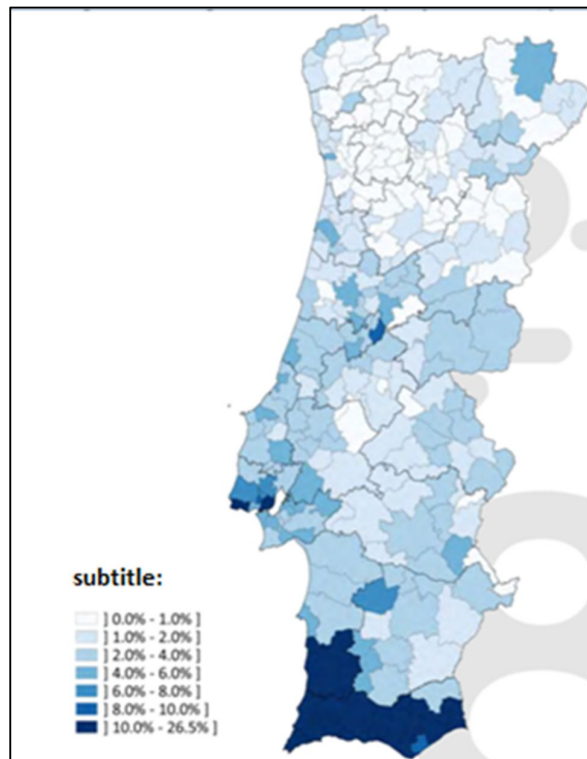 subtitle:
] 0.0% - 1.0% ]
] 1.0% - 2.0% ]
] 2.0% - 4.0% ]
] 4.0% - 6.0% ]
] 6.0% - 8.0% ]
] 8.0% - 10.0% ]
] 10.0% - 26.5% ]